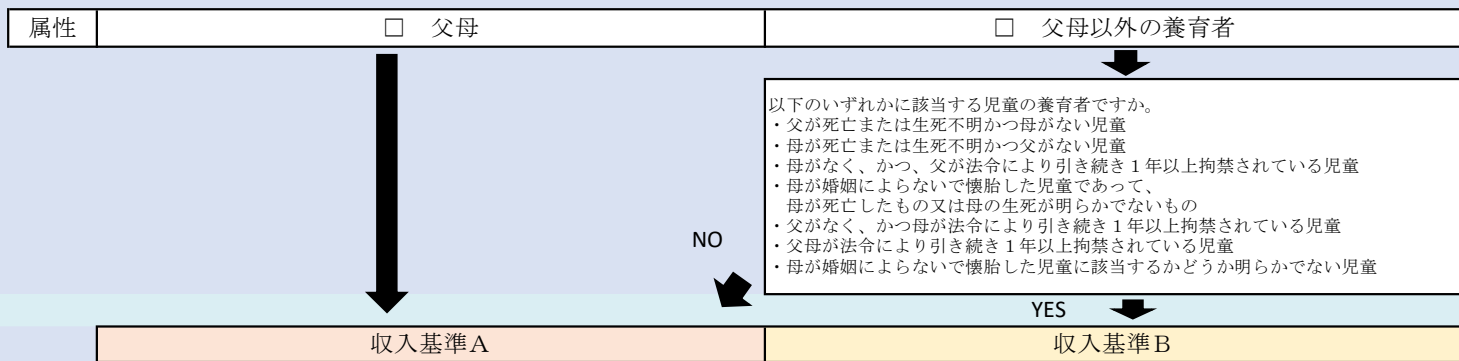 属性
□ 父母
□ 父母以外の養育者
以下のいずれかに該当する児童の養育者ですか。
・父が死亡または生死不明かつ母がない児童
・母が死亡または生死不明かつ父がない児童
・母がなく、かつ、父が法令により引き続き１年以上拘禁されている児童
・母が婚姻によらないで懐胎した児童であって、
母が死亡したもの又は母の生死が明らかでないもの
・父がなく、かつ母が法令により引き続き１年以上拘禁されている児童
・父母が法令により引き続き１年以上拘禁されている児童
・母が婚姻によらないで懐胎した児童に該当するかどうか明らかでない児童
NO
YES
収入基準Ａ
収入基準Ｂ